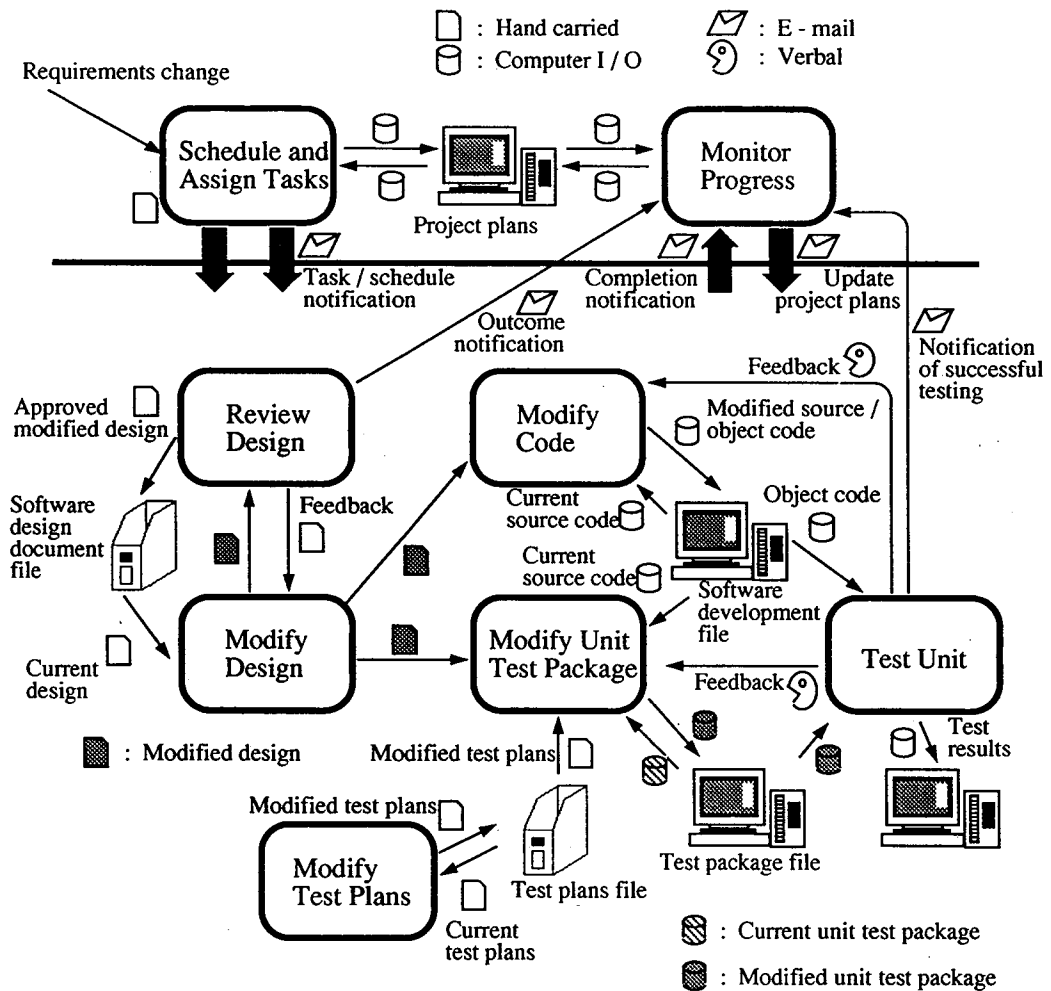 : Hand carried
: E - mail
: Computer I / O
: Verbal
Requirements change
Schedule and
Assign Tasks
Monitor
Progress
Project plans
Task / schedule
notification
Completion
notification
Update
project plans
Outcome
notification
Notification
of successful
testing
Feedback
Approved
modified design
Review
Design
Modify
Code
Modified source /
object code
Software
design
document
file
Feedback
Current
source code
Object code
Current
source code
Software
development
file
Current
design
Modify
Design
Modify Unit
Test Package
Test Unit
Feedback
: Modified design
Modified test plans
Test
results
Modified test plans
Modify
Test Plans
Test plans file
Test package file
Current
test plans
: Current unit test package
: Modified unit test package